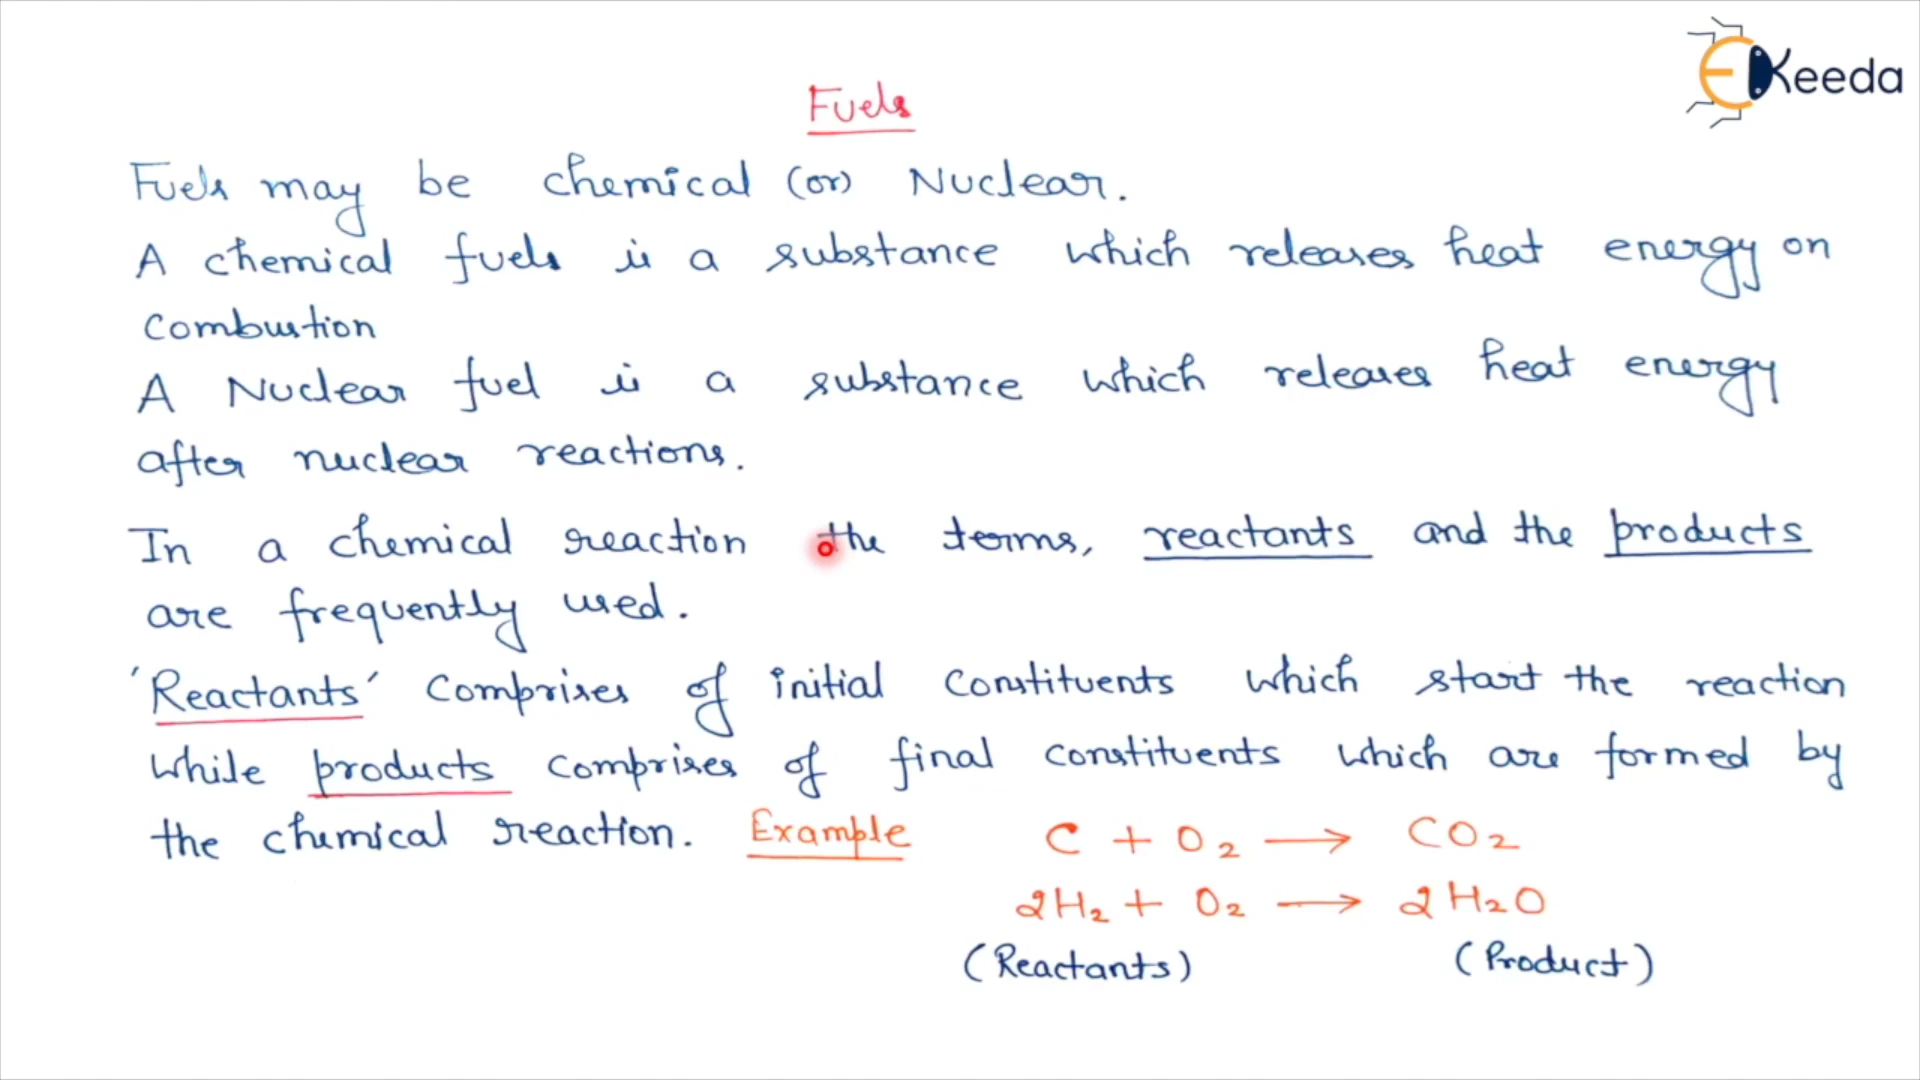 EKeeda
Fuels
Fuels may be chemical (or) Nuclear.
A chemical fuels is a substance which releases heat energy on
combustion
A Nuclear fuel is a substance which releases heat energy
after nuclear reactions.
In a chemical reaction the terms, reactants and the products
are frequently used.
'Reactants' comprises of initial constituents which start the reaction
while products comprises of final constituents which are formed by
the chemical reaction. Example C + O₂ → CO₂
2H₂ + O₂ → 2H₂O
(Reactants) (Product)